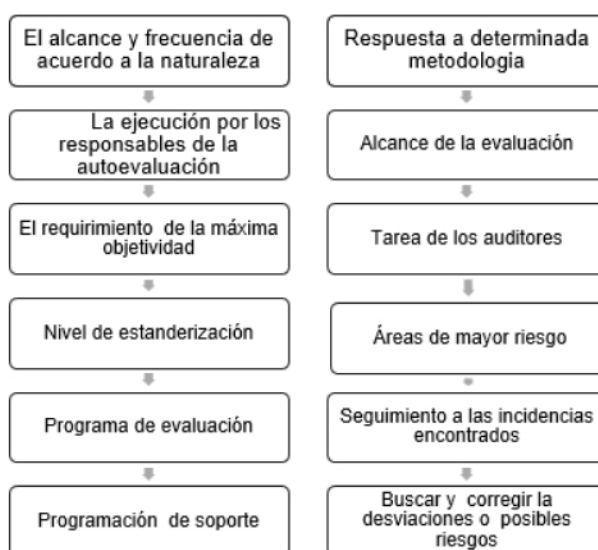 El alcance y frecuencia de
acuerdo a la naturaleza
La ejecución por los
responsables de la
autoevaluación
El requirimiento de la máxima
objetividad
Nivel de estanderización
Programa de evaluación
Programación de soporte
Respuesta a determinada
metodologia
Alcance de la evaluación
Tarea de los auditores
Áreas de mayor riesgo
Seguimiento a las incidencias
encontrados
Buscar y corregir la
desviaciones o posibles
riesgos